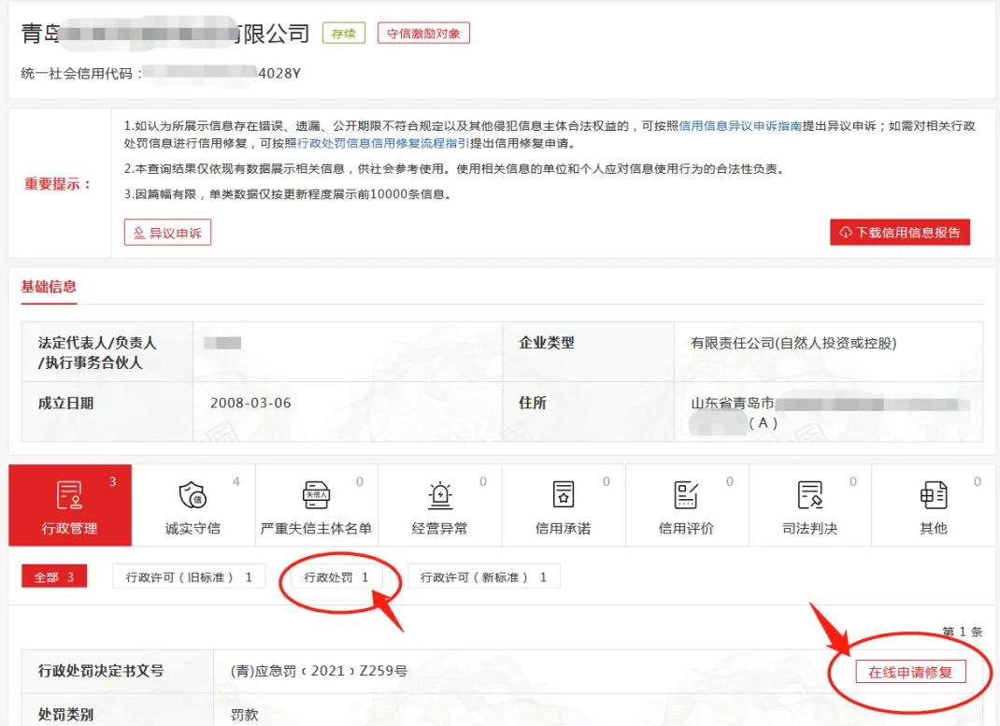 青岛
有限公司 存续 守信激励对象
统一社会信用代码：
4028Y
重要提示：
1.如认为所展示信息存在错误、遗漏、公开期限不符合规定以及其他侵犯信息主体合法权益的，可按照信用信息异议申诉指南提出异议申诉；如需对相关行政
处罚信息进行信用修复，可按照行政处罚信息信用修复流程指引提出信用修复申请。
2.本查询结果仅依现有数据展示相关信息，供社会参考使用。使用相关信息的单位和个人应对信息使用行为的合法性负责。
3.因篇幅有限，单类数据仅按更新程度展示前10000条信息。
异议申诉
下载信用信息报告
基础信息
法定代表人/负责人
/执行事务合伙人
企业类型
有限责任公司(自然人投资或控股)
成立日期
2008-03-06
住所
山东省青岛市
(A)
3
行政管理
4
诚实守信
0
失信人
严重失信主体名单
0
经营异常
0
信用承诺
0
信用评价
0
司法判决
0
其他
全部 3
行政许可（旧标准） 1
行政处罚 1
行政许可（新标准） 1
第 1 条
行政处罚决定书文号
(青)应急罚﹝2021﹞Z259号
在线申请修复
处罚类别
罚款